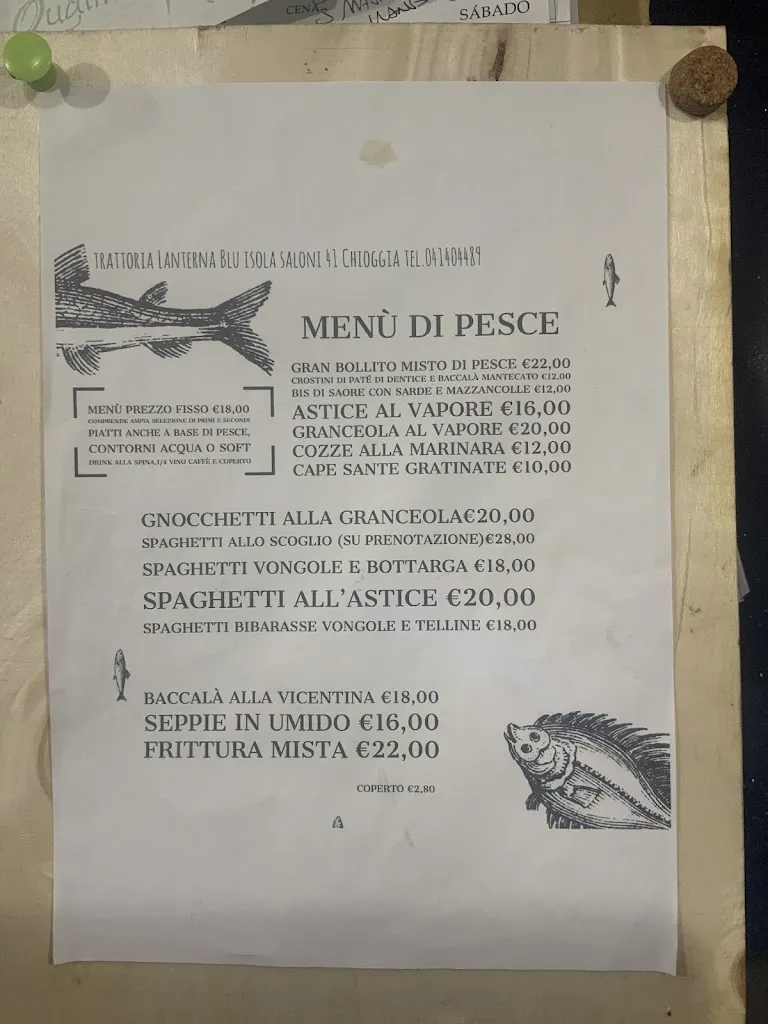 CEN
SÁBADO
TRATTORIA LANTERNA BLU ISOLA SALONI 41 CHIOGGIA TEL.041404489
MENÙ DI PESCE
GRAN BOLLITO MISTO DI PESCE €22,00
CROSTINI DI PATÉ DI DENTICE E BACCALÀ MANTECATO €12,00
BIS DI SAORE CON SARDE E MAZZANCOLLE €12,00
ASTICE AL VAPORE €16,00
GRANCEOLA AL VAPORE €20,00
COZZE ALLA MARINARA €12,00
CAPE SANTE GRATINATE €10,00
MENÙ PREZZO FISSO €18,00
COMPRENDE AMPIA SELEZIONE DI PRIMI E SECONDI
PIATTI ANCHE A BASE DI PESCE,
CONTORNI ACQUA O SOFT
DRINK ALLA SPINA,1/4 VINO CAFFÈ E COPERTO
GNOCCHETTI ALLA GRANCEOLA€20,00
SPAGHETTI ALLO SCOGLIO (SU PRENOTAZIONE)€28,00
SPAGHETTI VONGOLE E BOTTARGA €18,00
SPAGHETTI ALL'ASTICE €20,00
SPAGHETTI BIBARASSE VONGOLE E TELLINE €18,00
BACCALÀ ALLA VICENTINA €18,00
SEPPIE IN UMIDO €16,00
FRITTURA MISTA €22,00
COPERTO €2,80